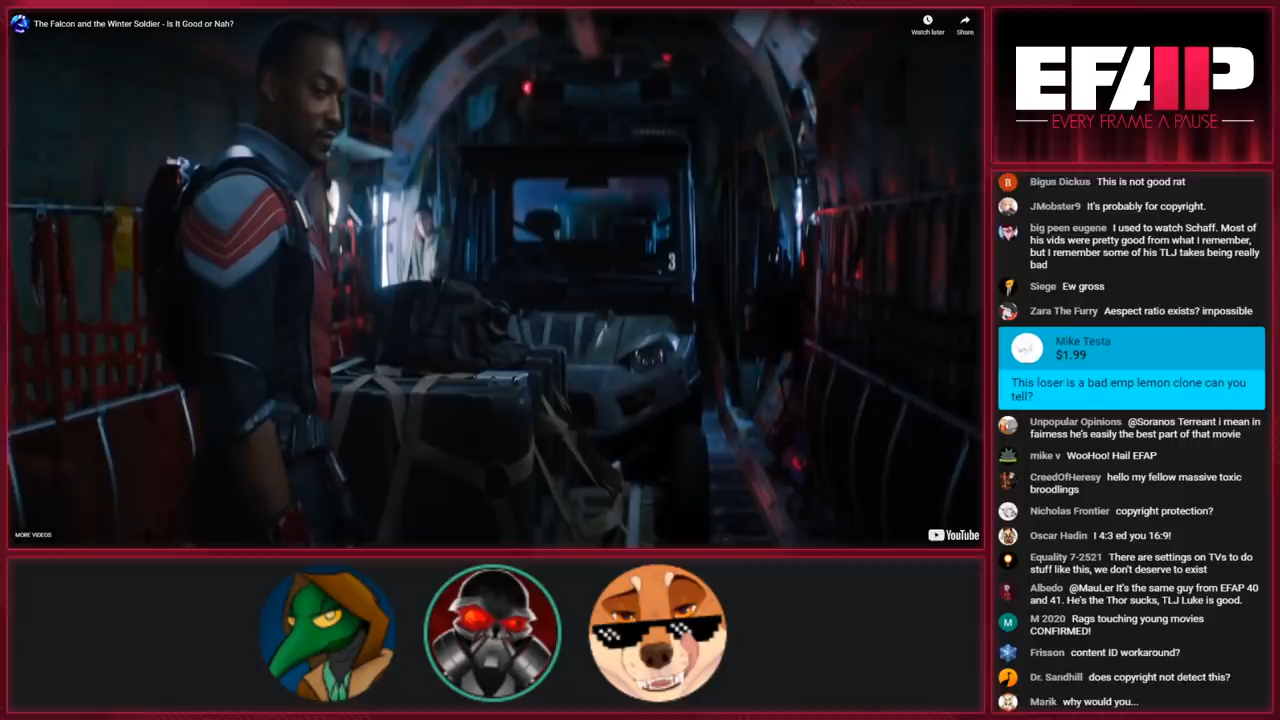 The Falcon and the Winter Soldier - Is It Good or Nah?
Watch later
Share
3
MORE VIDEOS
YouTube
EFAP
EVERY FRAME A PAUSE
B
Bigus Dickus This is not good rat
JMobster9 It's probably for copyright.
big peen eugene I used to watch Schaff. Most of
his vids were pretty good from what I remember,
but I remember some of his TLJ takes being really
bad
Siege Ew gross
Zara The Furry Aespect ratio exists? impossible
Mike Testa
$1.99
This loser is a bad emp lemon clone can you
tell?
Unpopular Opinions @Soranos Terreant i mean in
fairness he's easily the best part of that movie
mike v WooHoo! Hail EFAP
CreedOfHeresy hello my fellow massive toxic
broodlings
Nicholas Frontier copyright protection?
Oscar Hadin I 4:3 ed you 16:9!
Equality 7-2521 There are settings on TVs to do
stuff like this, we don't deserve to exist
Albedo @MauLer It's the same guy from EFAP 40
and 41. He's the Thor sucks, TLJ Luke is good.
M
M 2020 Rags touching young movies
CONFIRMED!
Frisson content ID workaround?
Dr. Sandhill does copyright not detect this?
Marik why would you...